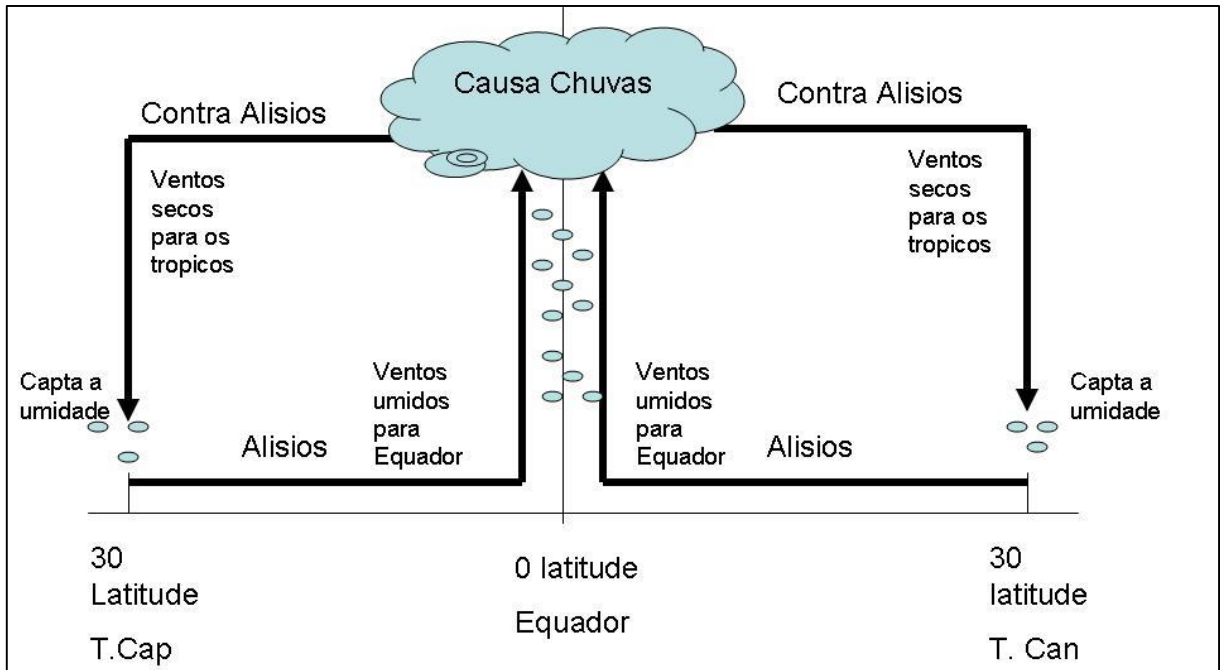 Causa Chuvas
Contra Alisios
Contra Alisios
Ventos
secos
para os
tropicos
Ventos
secos
para os
tropicos
Capta a
umidade
Ventos
umidos
para
Equador
Ventos
umidos
para
Equador
Capta a
umidade
Alisios
Alisios
30
Latitude
T.Cap
0 latitude
Equador
30
latitude
T. Can